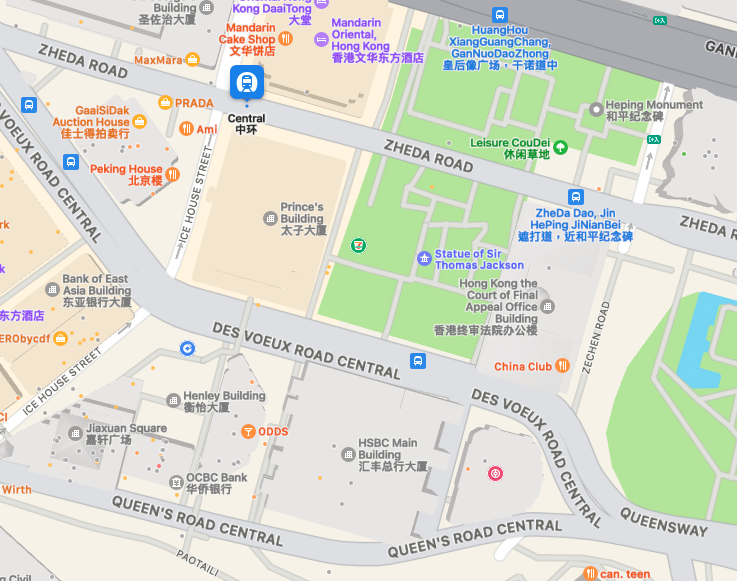 Building
圣佐治大厦
Kong DaaiTong
大堂
Mandarin
Cake Shop
文华饼店
Mandarin
Oriental,
Hong Kong
香港文华东方酒店
HuangHou
XiangGuangChang,
GanNuoDaoZhong
皇后像广场，干诺道中
GANN
ZHEDA ROAD
MaxMara
PRADA
GaaiSiDak
Auction House
佳士得拍卖行
Ami
Central
中环
Heping Monument
和平纪念碑
Leisure CouDei
休闲草地
Peking House
北京楼
ZHEDA ROAD
VOEUX ROAD CENTRAL
ICE HOUSE STREET
Prince's
Building
太子大厦
ZheDa Dao, Jin
HePing JiNianBei
遮打道，近和平纪念碑
ZHEDA R
rk
Statue of Sir
Thomas Jackson
Bank of East
Asia Building
东亚银行大厦
Hong Kong the
Court of Final
Appeal Office
Building
香港终审法院办公楼
东方酒店
ERObycdf
DES VOEUX ROAD CENTRAL
ZECHEN ROAD
ICE HOUSE STREET
China Club
Henley Building
衡怡大厦
DES VOEUX ROAD CENTRAL
CI
Jiaxuan Square
嘉轩广场
ODDS
HSBC Main
Building
汇丰总行大厦
OCBC Bank
华侨银行
Wirth
QUEEN'S ROAD CENTRAL
QUEENSWAY
QUEEN'S ROAD CENTRAL
PAOTAILI
g Civil
can. teen